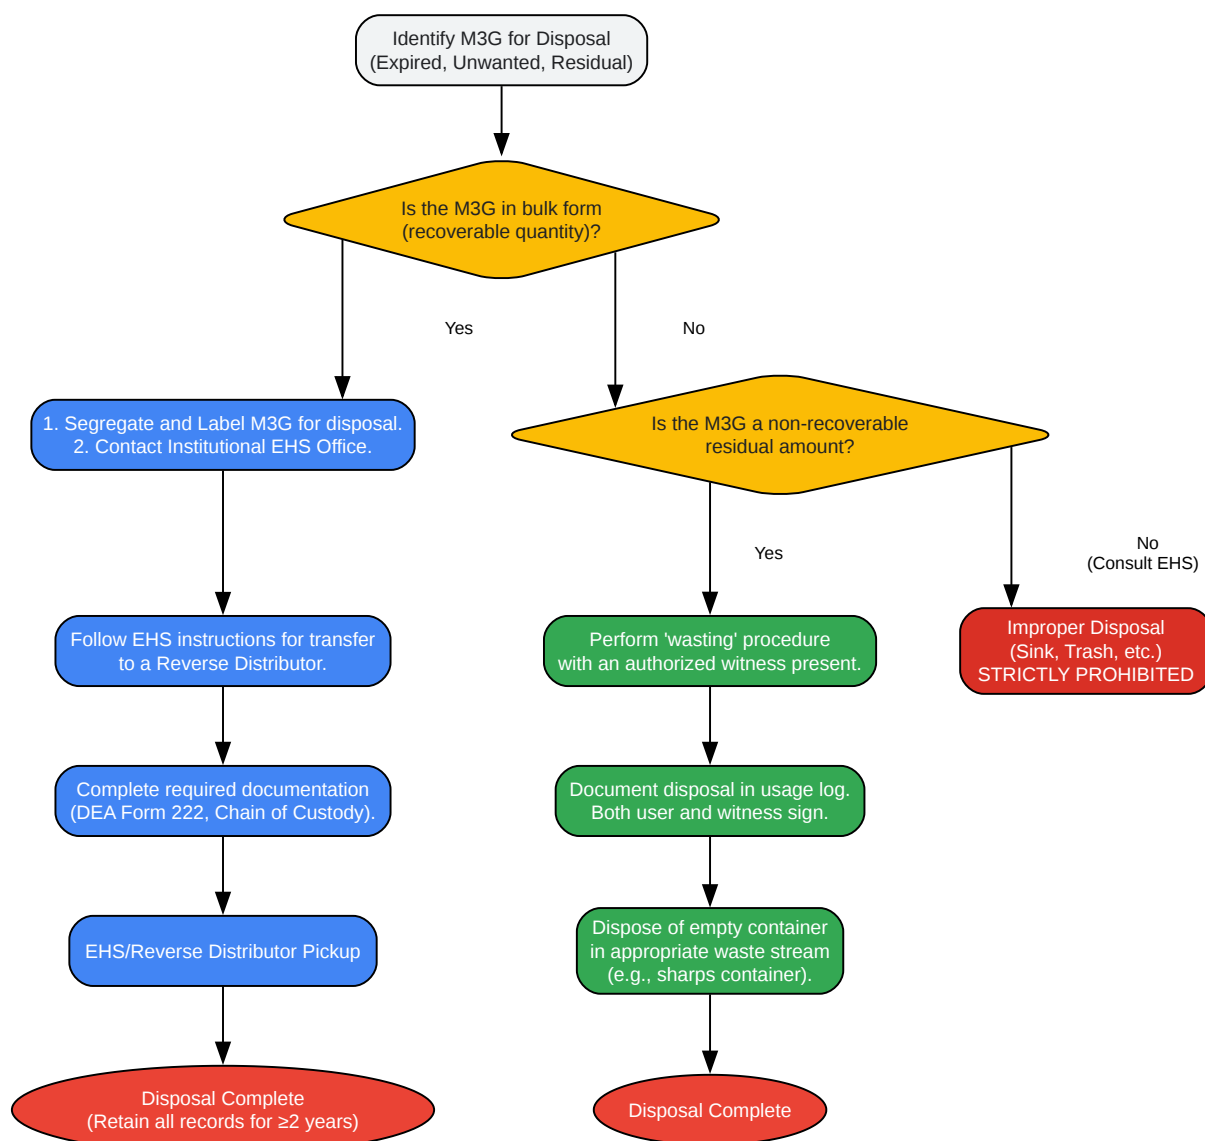 Identify M3G for Disposal
(Expired, Unwanted, Residual)
Is the M3G in bulk form
(recoverable quantity)?
Yes
No
1. Segregate and Label M3G for disposal.
2. Contact Institutional EHS Office.
Is the M3G a non-recoverable
residual amount?
Yes
No
(Consult EHS)
Follow EHS instructions for transfer
to a Reverse Distributor.
Perform 'wasting' procedure
with an authorized witness present.
Improper Disposal
(Sink, Trash, etc.)
STRICTLY PROHIBITED
Complete required documentation
(DEA Form 222, Chain of Custody).
Document disposal in usage log.
Both user and witness sign.
EHS/Reverse Distributor Pickup
Dispose of empty container
in appropriate waste stream
(e.g., sharps container).
Disposal Complete
(Retain all records for ≥2 years)
Disposal Complete